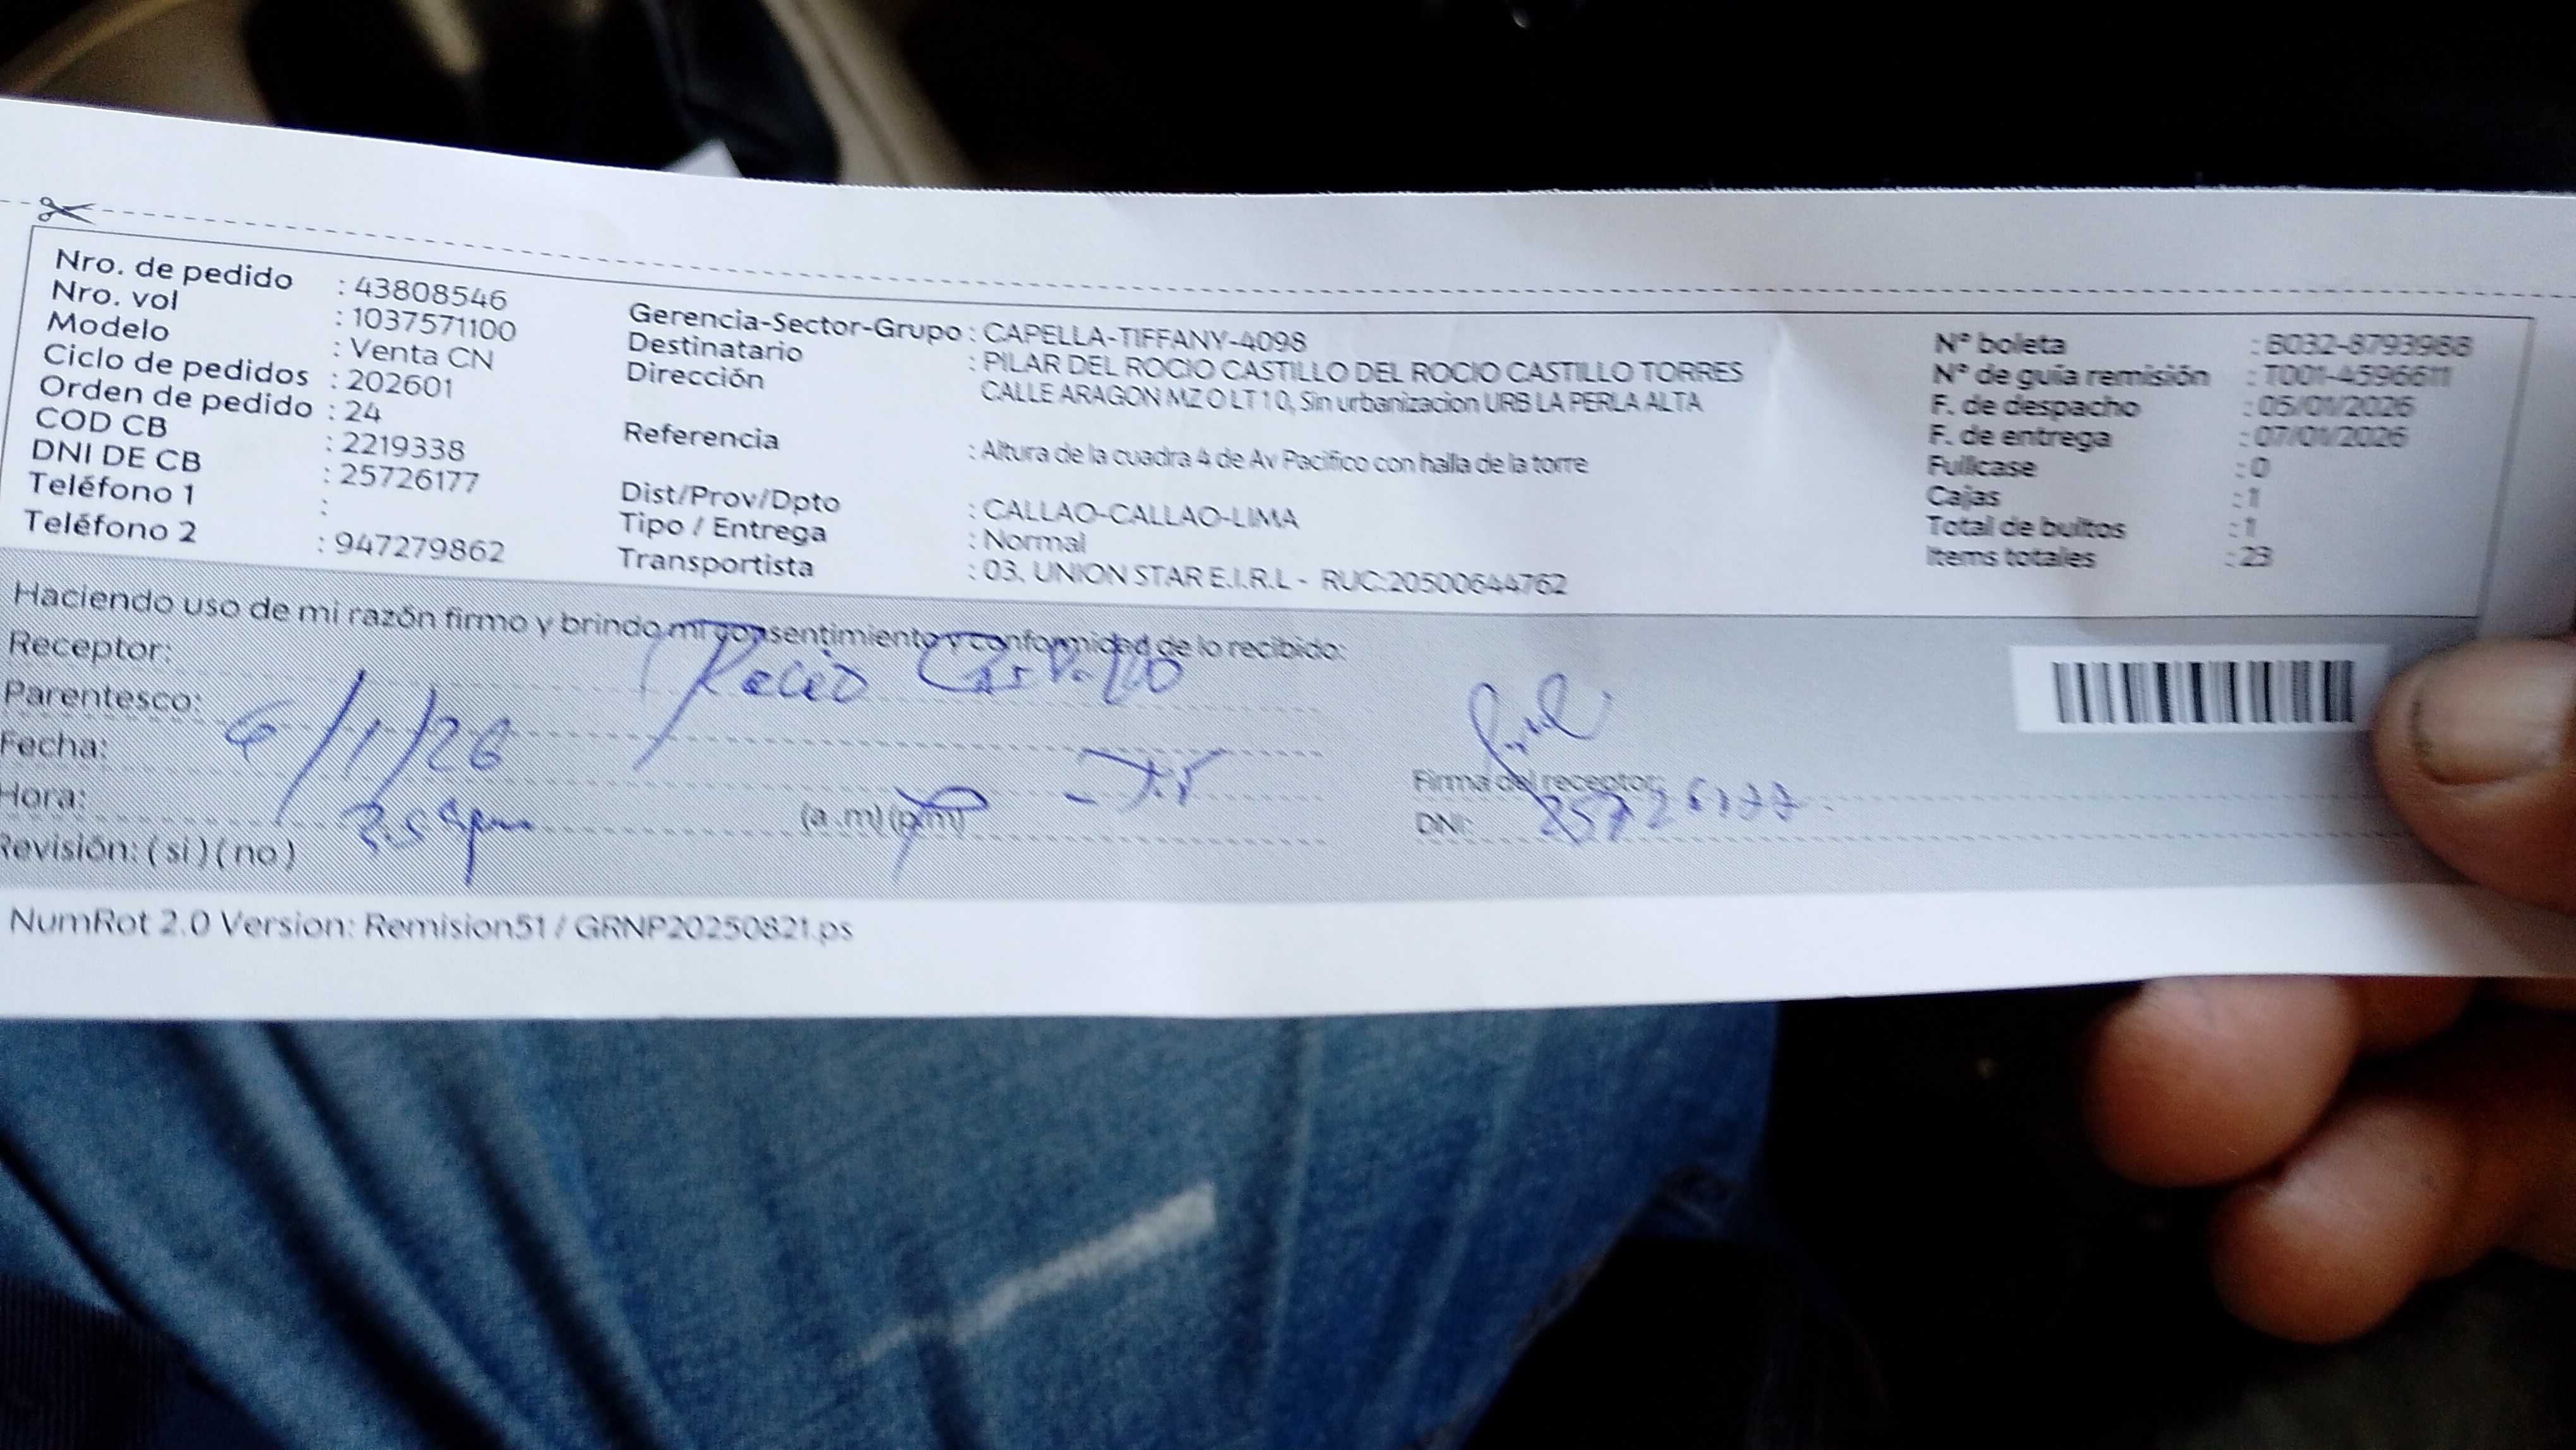 Nro. de pedido : 43808546
Nro. vol : 1037571100
Modelo : Venta CN
Ciclo de pedidos : 202601
Orden de pedido : 24
COD CB : 2219338
DNI DE CB : 25726177
Teléfono 1 :
Teléfono 2 : 947279862
Gerencia-Sector-Grupo : CAPELLA-TIFFANY-4098
Destinatario : PILAR DEL ROCIO CASTILLO DEL ROCIO CASTILLO TORRES
Dirección CALLE ARAGON MZ O LT 10, Sin urbanizacion URB LA PERLA ALTA
Referencia : Altura de la cuadra 4 de Av Pacifico con halla de la torre
Dist/Prov/Dpto : CALLAO-CALLAO-LIMA
Tipo / Entrega : Normal
Transportista : 03. UNION STAR E.I.R.L - RUC:20500644762
N° boleta : B032-8793988
N° de guía remisión : T001-4596611
F. de despacho : 05/01/2026
F. de entrega : 07/01/2026
Fullcase : 0
Cajas : 1
Total de bultos : 1
Items totales : 23
Haciendo uso de mi razón firmo y brindo mi consentimiento y conformidad de lo recibido:
Receptor: Rocio Castillo
Parentesco:
Fecha: 6/1/26
Hora: (a.m) (p.m)
Revisión: ( si ) ( no )
Firma del receptor:
DNI: 25726177
NumRot 2.0 Version: Remision51 / GRNP20250821.ps